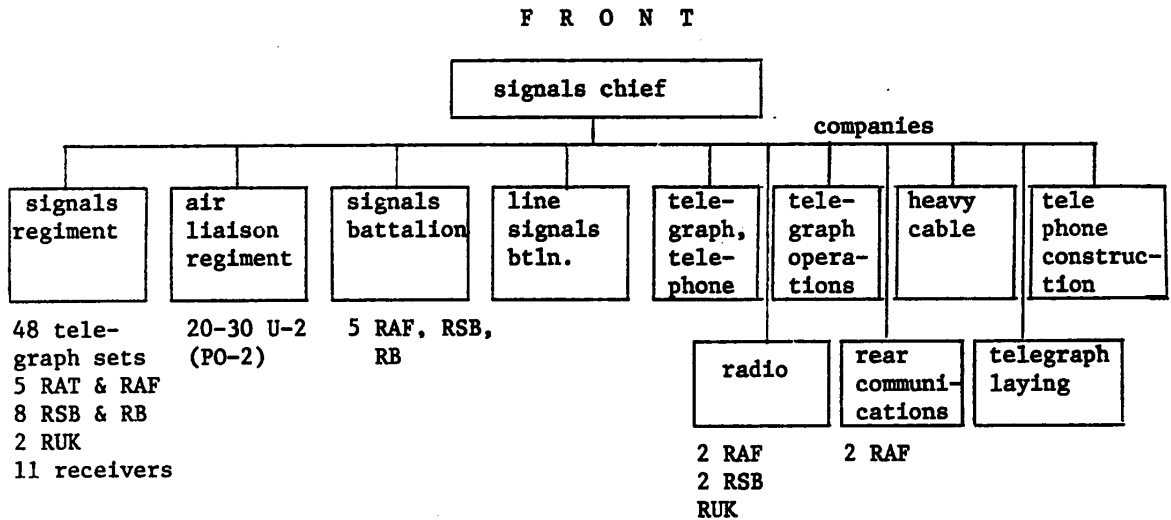 F R O N T
signals chief
companies
signals
regiment
48 tele-
graph sets
5 RAT & RAF
8 RSB & RB
2 RUK
11 receivers
air
liaison
regiment
20-30 U-2
(PO-2)
signals
battalion
5 RAF, RSB,
RB
line
signals
btln.
tele-
graph,
tele-
phone
tele-
graph
opera-
tions
heavy
cable
tele
phone
construc-
tion
radio
2 RAF
2 RSB
RUK
rear
communi-
cations
2 RAF
telegraph
laying